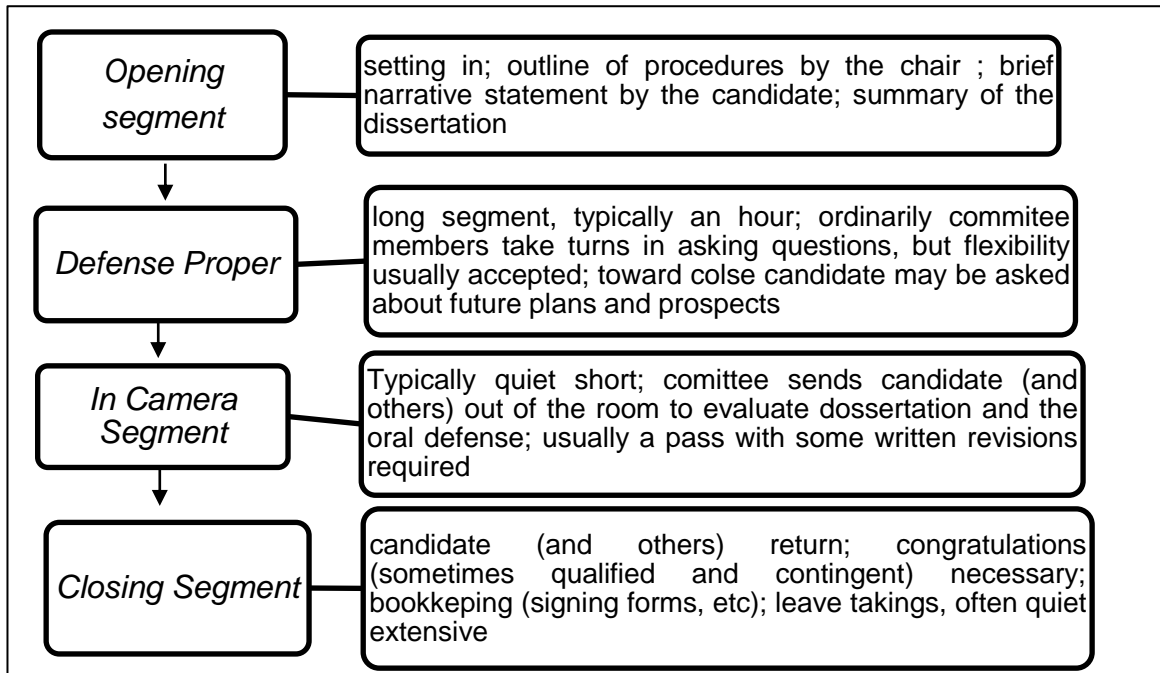 Opening
segment
setting in; outline of procedures by the chair ; brief
narrative statement by the candidate; summary of the
dissertation
Defense Proper
long segment, typically an hour; ordinarily commitee
members take turns in asking questions, but flexibility
usually accepted; toward colse candidate may be asked
about future plans and prospects
In Camera
Segment
Typically quiet short; comittee sends candidate (and
others) out of the room to evaluate dossertation and the
oral defense; usually a pass with some written revisions
required
Closing Segment
candidate (and others) return; congratulations
(sometimes qualified and contingent) necessary;
bookkeping (signing forms, etc); leave takings, often quiet
extensive